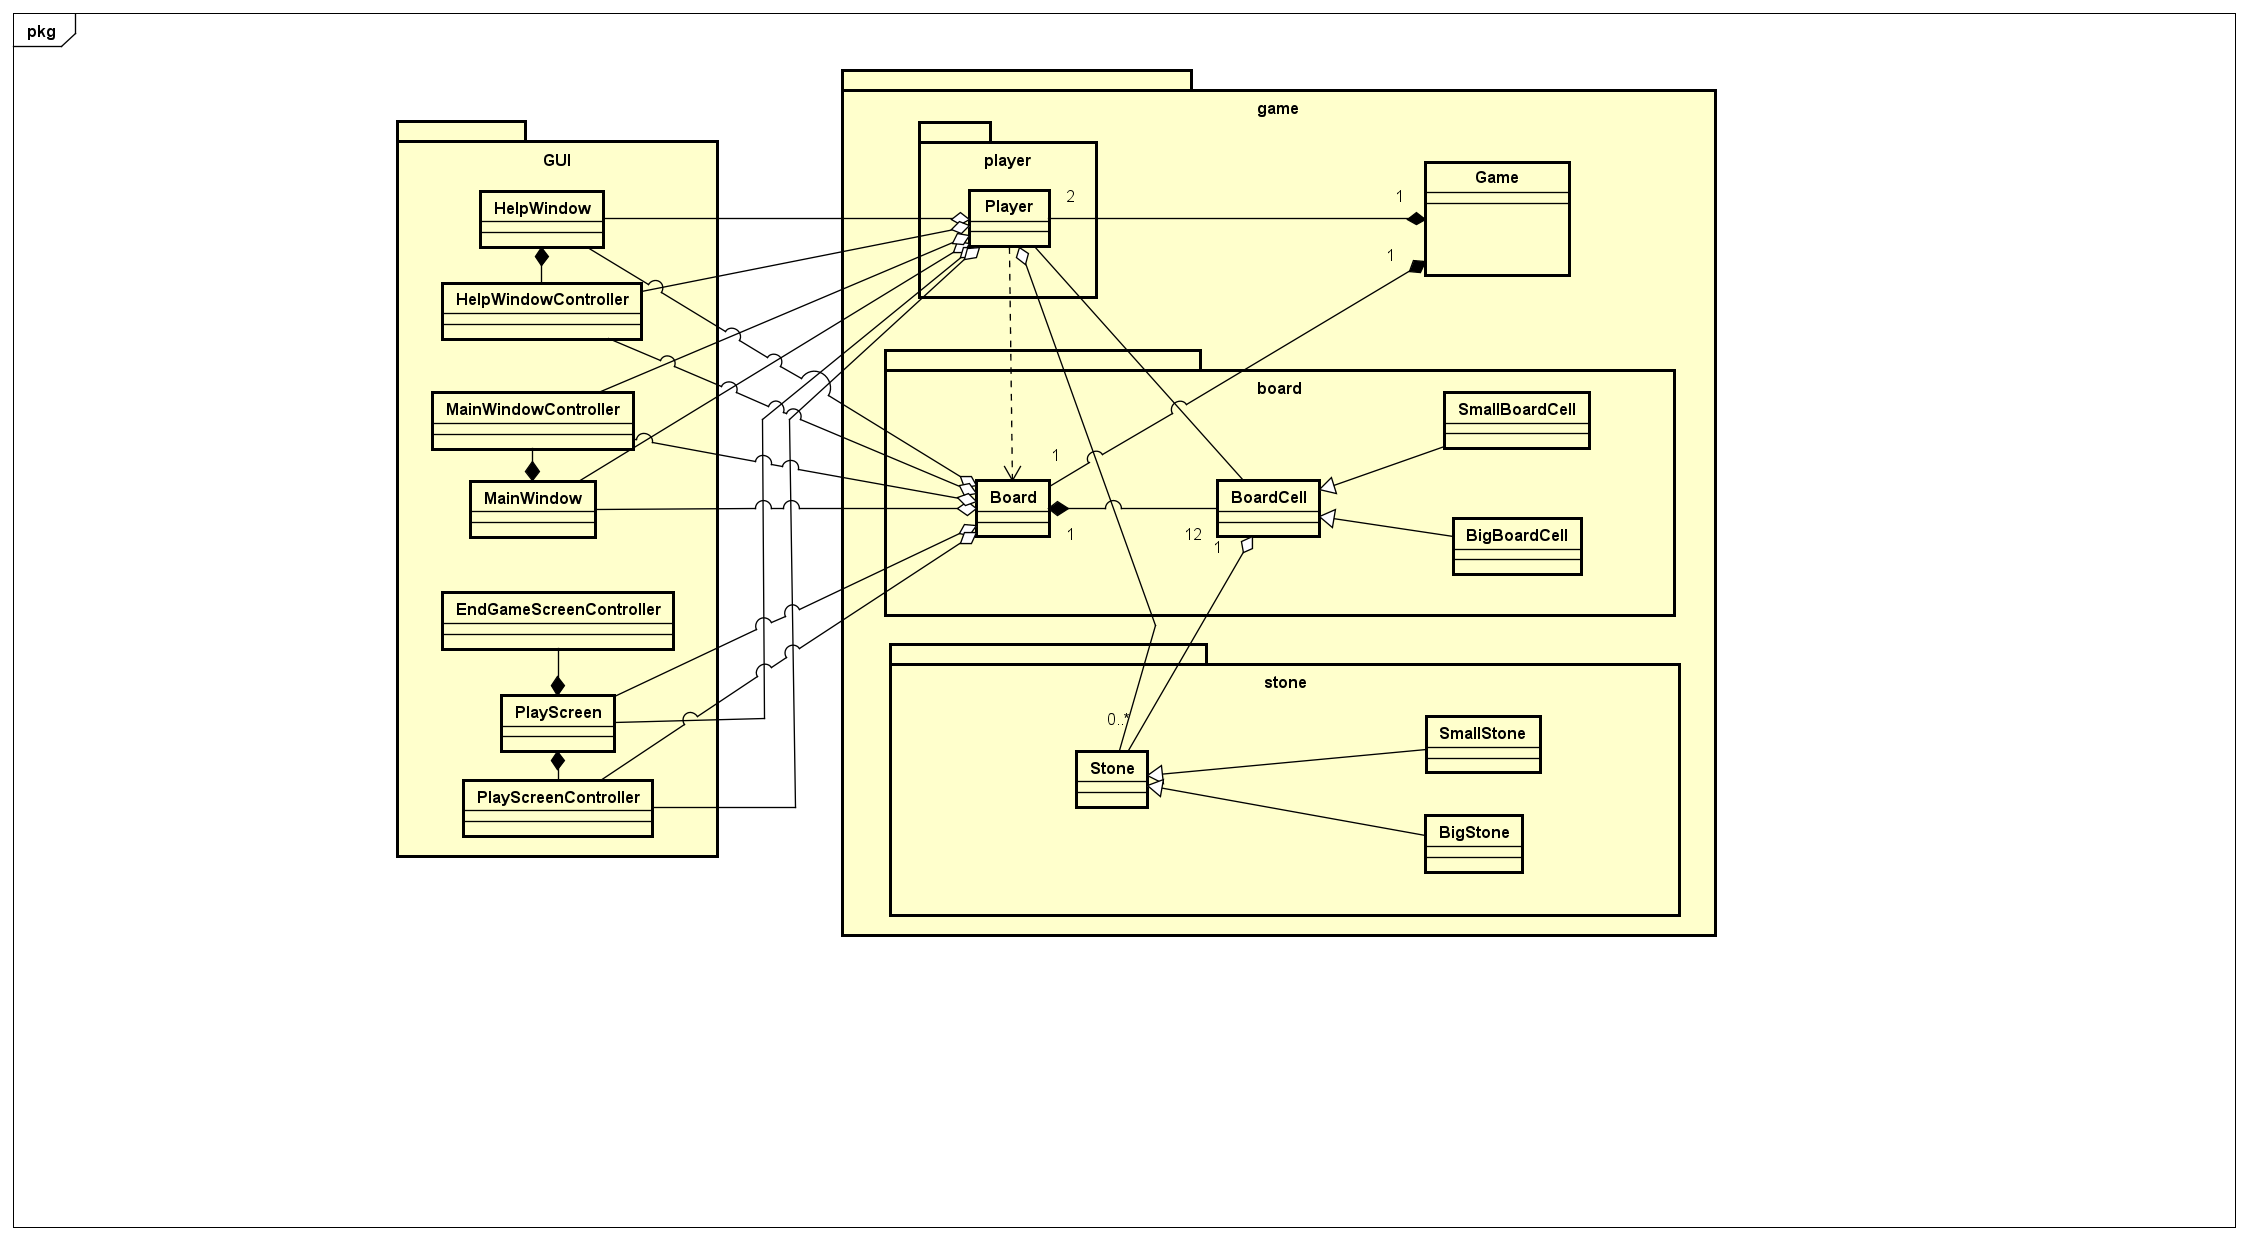 pkg
GUI
HelpWindow
HelpWindowController
MainWindowController
MainWindow
EndGameScreenController
PlayScreen
PlayScreenController
game
player
Player
2
1
Game
1
board
1
Board
1
12
1
BoardCell
SmallBoardCell
BigBoardCell
stone
0..*
Stone
SmallStone
BigStone